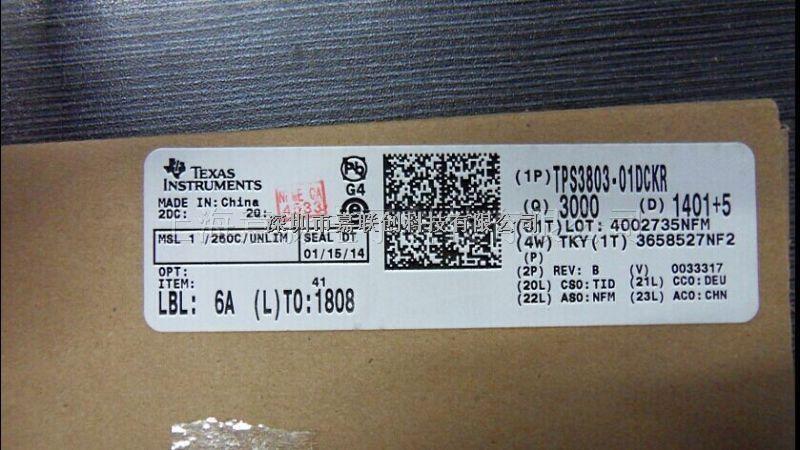 TEXAS
INSTRUMENTS
Pb
G4
MADE IN: China
2DC: 2Q:
MSL 1 /260C/UNLIM SEAL DT
01/15/14
OPT:
ITEM: 41
LBL: 6A (L)TO:1808
(1P) TPS3803-01DCKR
(Q) 3000 (D) 1401+5
(1T) LOT: 4002735NFM
(4W) TKY(1T) 3658527NF2
(P)
(2P) REV: B (V) 0033317
(20L) CSO:TID (21L) CCO:DEU
(22L) ASO:NFM (23L) ACO:CHN
深圳市嘉联创科技有限公司